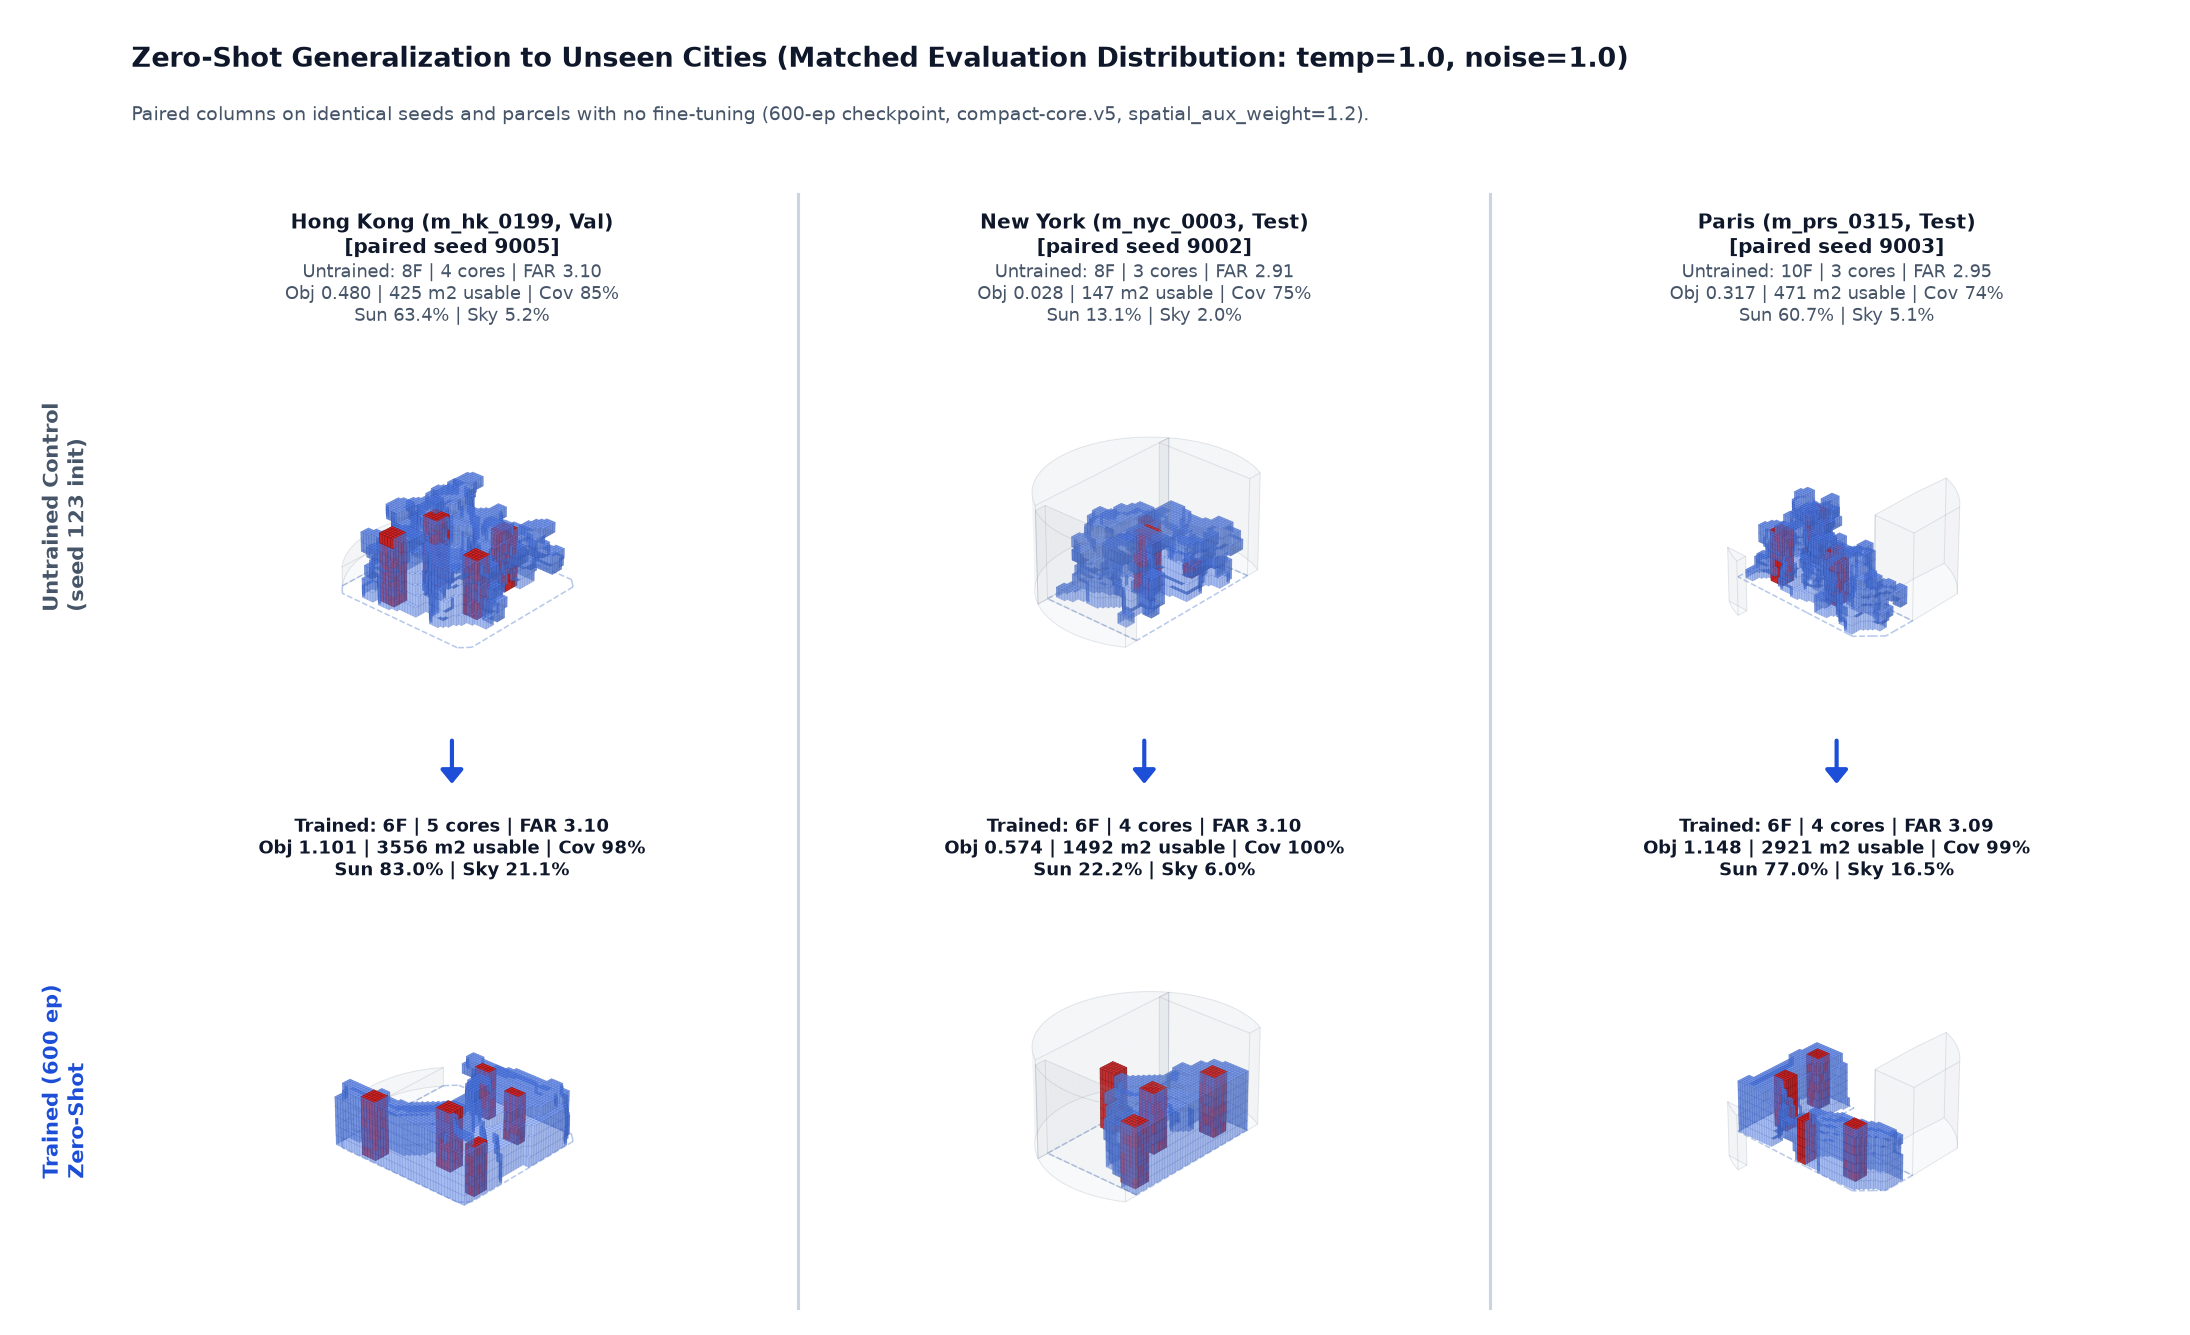 Zero-Shot Generalization to Unseen Cities (Matched Evaluation Distribution: temp=1.0, noise=1.0)
Paired columns on identical seeds and parcels with no fine-tuning (600-ep checkpoint, compact-core.v5, spatial_aux_weight=1.2).
Untrained Control
(seed 123 init)
Hong Kong (m_hk_0199, Val)
[paired seed 9005]
Untrained: 8F | 4 cores | FAR 3.10
Obj 0.480 | 425 m2 usable | Cov 85%
Sun 63.4% | Sky 5.2%
New York (m_nyc_0003, Test)
[paired seed 9002]
Untrained: 8F | 3 cores | FAR 2.91
Obj 0.028 | 147 m2 usable | Cov 75%
Sun 13.1% | Sky 2.0%
Paris (m_prs_0315, Test)
[paired seed 9003]
Untrained: 10F | 3 cores | FAR 2.95
Obj 0.317 | 471 m2 usable | Cov 74%
Sun 60.7% | Sky 5.1%
Trained (600 ep)
Zero-Shot
Trained: 6F | 5 cores | FAR 3.10
Obj 1.101 | 3556 m2 usable | Cov 98%
Sun 83.0% | Sky 21.1%
Trained: 6F | 4 cores | FAR 3.10
Obj 0.574 | 1492 m2 usable | Cov 100%
Sun 22.2% | Sky 6.0%
Trained: 6F | 4 cores | FAR 3.09
Obj 1.148 | 2921 m2 usable | Cov 99%
Sun 77.0% | Sky 16.5%